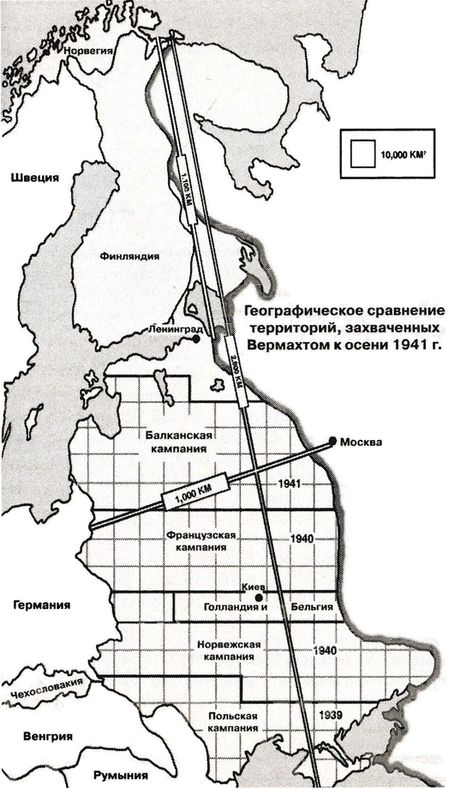 Норвегия
10,000 КМ²
1,100 КМ
Швеция
Финляндия
Географическое сравнение
территорий, захваченных
Вермахтом к осени 1941 г.
Ленинград
2,800 КМ
Балканская
кампания
Москва
1941
1,000 КМ
Французская
кампания
1940
Киев
Германия
Голландия и
Бельгия
Норвежская
кампания
1940
Чехословакия
Польская
кампания
1939
Венгрия
Румыния